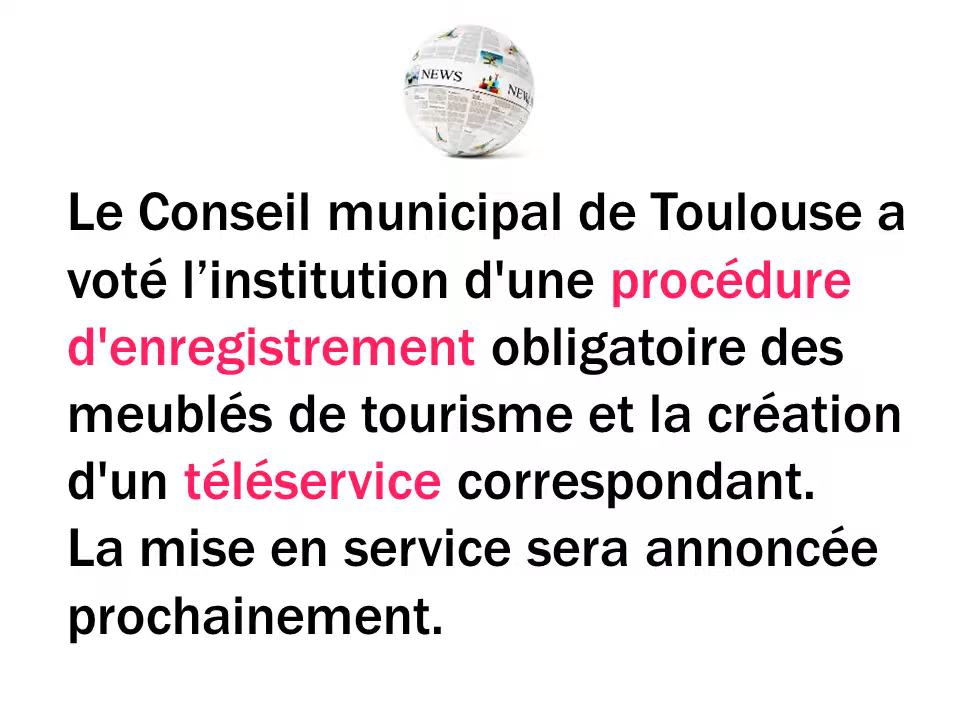 NEWS
NEW
Le Conseil municipal de Toulouse a
voté l’institution d'une procédure
d'enregistrement obligatoire des
meublés de tourisme et la création
d'un téléservice correspondant.
La mise en service sera annoncée
prochainement.